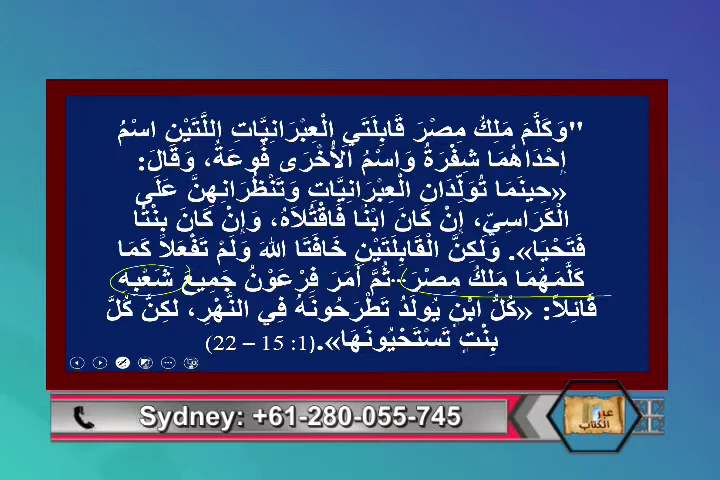 "وَكَلَّمَ مَلِكُ مِصْرَ قَابِلَتَيِ الْعِبْرَانِيَّاتِ اللَّتَيْنِ اسْمُ
إِحْدَاهُمَا شِفْرَةُ وَاسْمُ الأُخْرَى فُوعَةُ، وَقَالَ:
«حِينَمَا تُوَلِّدَانِ الْعِبْرَانِيَّاتِ وَتَنْظُرَانِهِنَّ عَلَى
الْكَرَاسِيِّ، إِنْ كَانَ ابْنًا فَاقْتُلاَهُ، وَإِنْ كَانَ بِنْتًا
فَتَحْيَا». وَلكِنَّ الْقَابِلَتَيْنِ خَافَتَا اللهَ وَلَمْ تَفْعَلاَ كَمَا
كَلَّمَهُمَا مَلِكُ مِصْرَ.. ثُمَّ أَمَرَ فِرْعَوْنُ جَمِيعَ شَعْبِهِ
قَائِلاً: «كُلُّ ابْنٍ يُولَدُ تَطْرَحُونَهُ فِي النَّهْرِ، لكِنَّ كُلَّ
بِنْتٍ تَسْتَحْيُونَهَا».(1: 15 – 22)
Sydney: +61-280-055-745
عبر
الكتاب